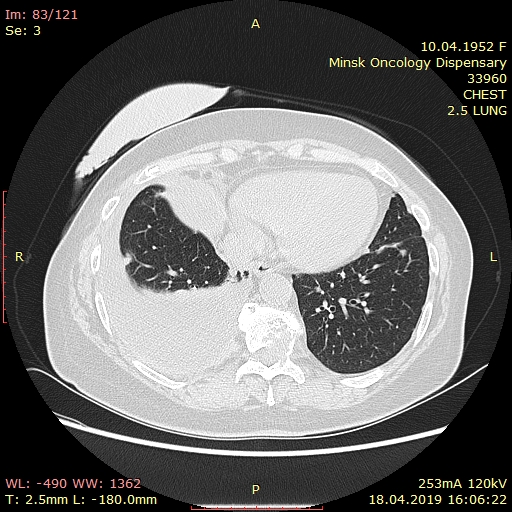 Im: 83/121
Se: 3
A
10.04.1952 F
Minsk Oncology Dispensary
33960
CHEST
2.5 LUNG
R
L
WL: -490 WW: 1362
T: 2.5mm L: -180.0mm
P
253mA 120kV
18.04.2019 16:06:22